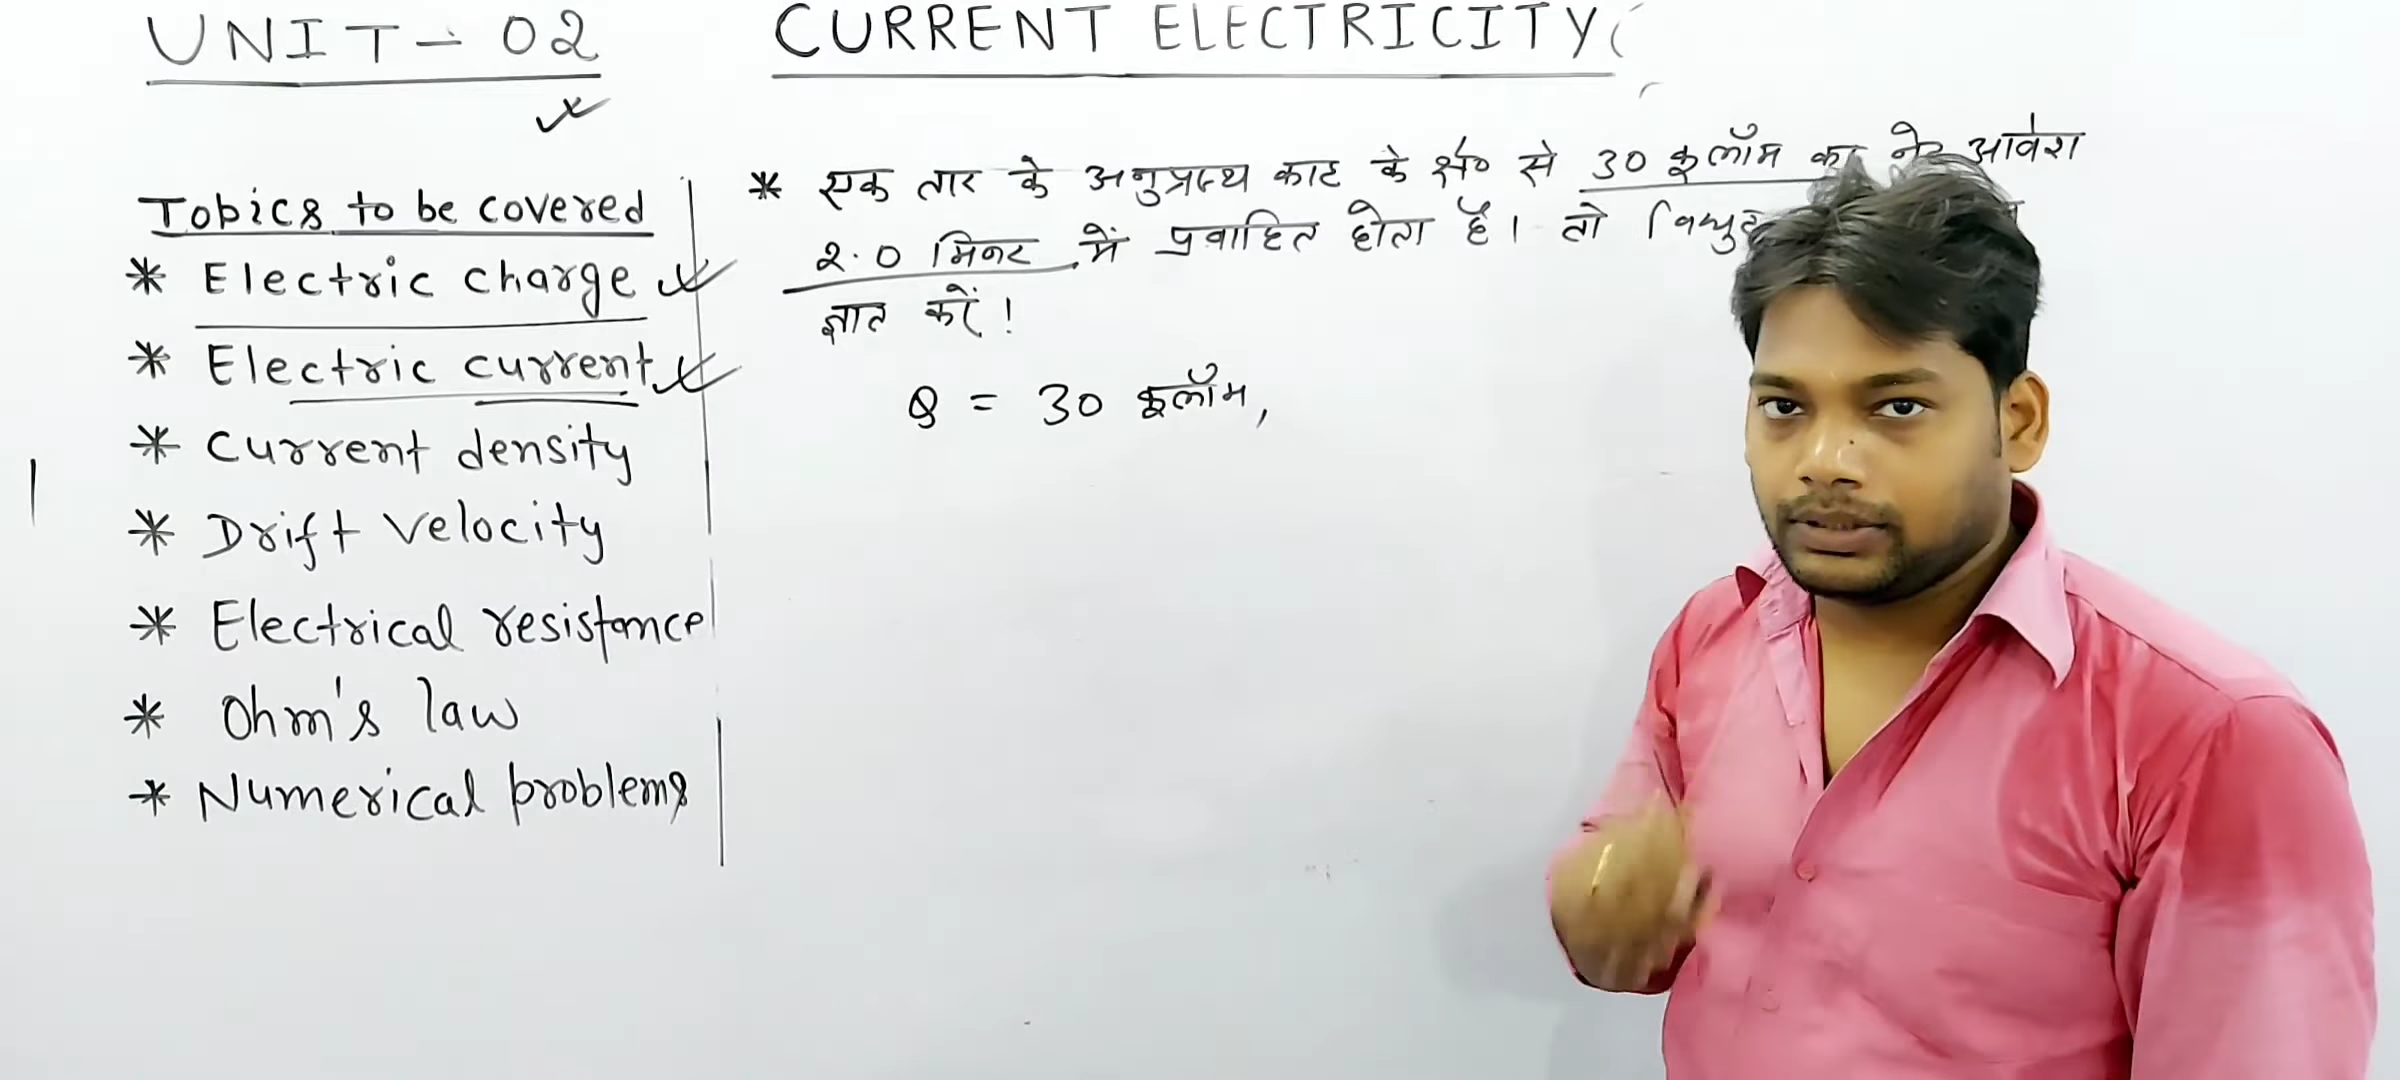 UNIT - 02
CURRENT ELECTRICITY
Topics to be covered
* Electric charge
* Electric current
* Current density
* Drift velocity
* Electrical resistance
* Ohm's law
* Numerical problems
* एक तार के अनुप्रस्थ काट के क्षे० से 30 कूलॉम का आवेश
2.0 मिनट में प्रवाहित होता है। तो
ज्ञात करें!
Q = 30 कूलॉम,